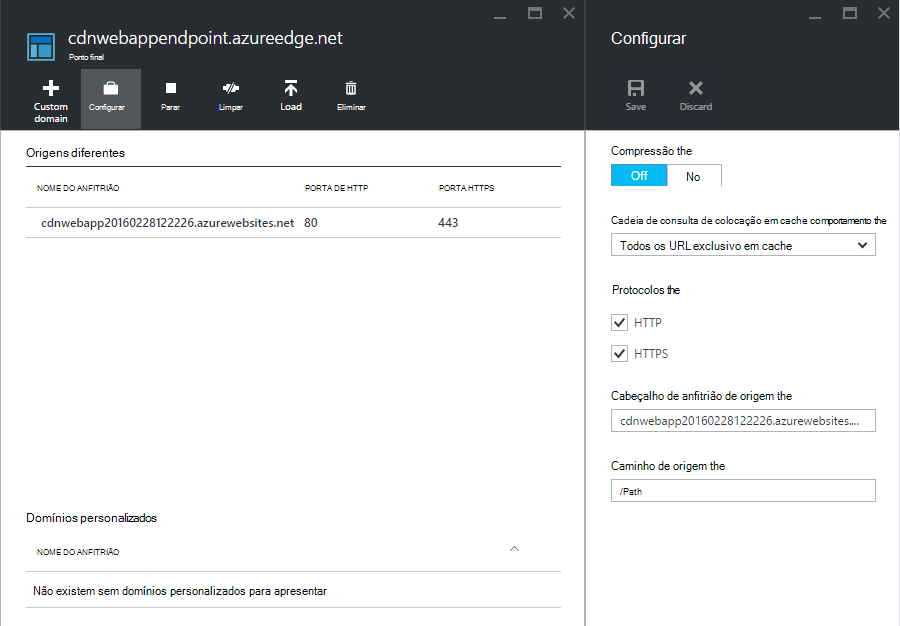 cdnwebappendpoint.azureedge.net
Ponto final
Custom
domain
Configurar
Parar
Limpar
Load
Eliminar
Origens diferentes
NOME DO ANFITRIÃO PORTA DE HTTP PORTA HTTPS
cdnwebapp20160228122226.azurewebsites.net 80 443
Domínios personalizados
NOME DO ANFITRIÃO
Não existem sem domínios personalizados para apresentar
Configurar
Save Discard
Compressão the
Off No
Cadeia de consulta de colocação em cache comportamento the
Todos os URL exclusivo em cache
Protocolos the
HTTP
HTTPS
Cabeçalho de anfitrião de origem the
cdnwebapp20160228122226.azurewebsites....
Caminho de origem the
/Path